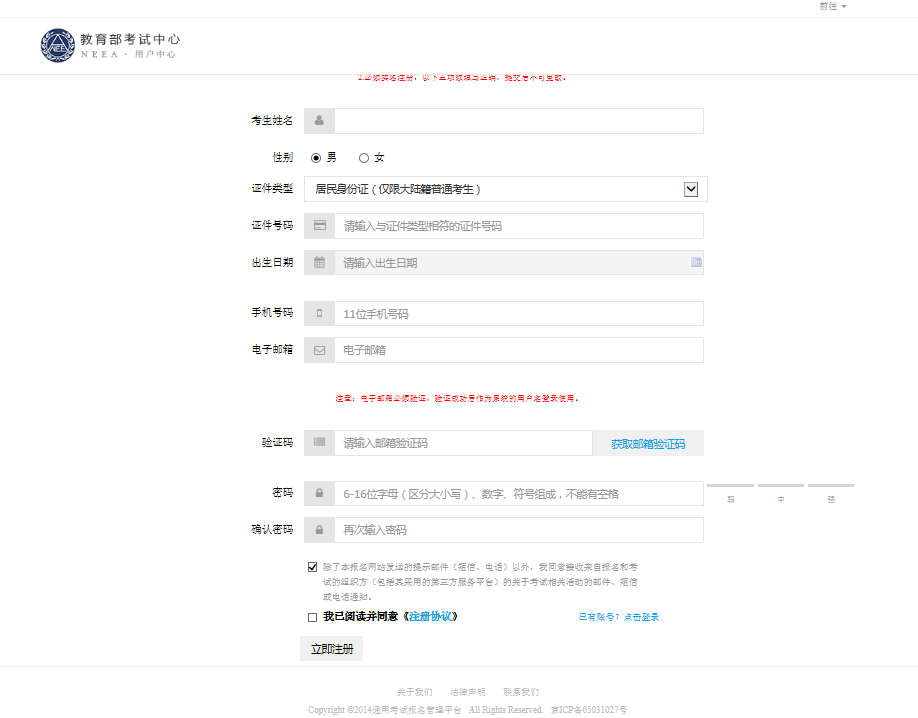 前往
教育部考试中心
NEEA · 用户中心
考生姓名
性别 男 女
证件类型 居民身份证（仅限大陆籍普通考生）
证件号码 请输入与证件类型相符的证件号码
出生日期 请输入出生日期
手机号码 11位手机号码
电子邮箱 电子邮箱
注意：电子邮箱必须验证，验证成功后作为系统的用户名登录使用。
验证码 请输入邮箱验证码 获取邮箱验证码
密码 6-16位字母（区分大小写）、数字、符号组成，不能有空格
弱 中 强
确认密码 再次输入密码
除了本报名网站发送的提示邮件（短信、电话）以外，我同意接收来自报名和考
试的组织方（包括其采用的第三方服务平台）的关于考试相关活动的邮件、短信
或电话通知。
我已阅读并同意《注册协议》 已有账号？点击登录
立即注册
关于我们 法律声明 联系我们
Copyright ©2014通用考试报名管理平台 All Rights Reserved. 京ICP备05031027号